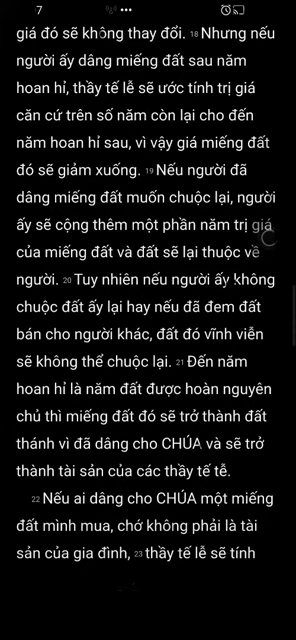 7
giá đó sẽ không thay đổi. 18 Nhưng nếu
người ấy dâng miếng đất sau năm
hoan hỉ, thầy tế lễ sẽ ước tính trị giá
căn cứ trên số năm còn lại cho đến
năm hoan hỉ sau, vì vậy giá miếng đất
đó sẽ giảm xuống. 19 Nếu người đã
dâng miếng đất muốn chuộc lại, người
ấy sẽ cộng thêm một phần năm trị giá
của miếng đất và đất sẽ lại thuộc về
người. 20 Tuy nhiên nếu người ấy không
chuộc đất ấy lại hay nếu đã đem đất
bán cho người khác, đất đó vĩnh viễn
sẽ không thể chuộc lại. 21 Đến năm
hoan hỉ là năm đất được hoàn nguyên
chủ thì miếng đất đó sẽ trở thành đất
thánh vì đã dâng cho CHÚA và sẽ trở
thành tài sản của các thầy tế tễ.
22 Nếu ai dâng cho CHÚA một miếng
đất mình mua, chớ không phải là tài
sản của gia đình, 23 thầy tế lễ sẽ tính